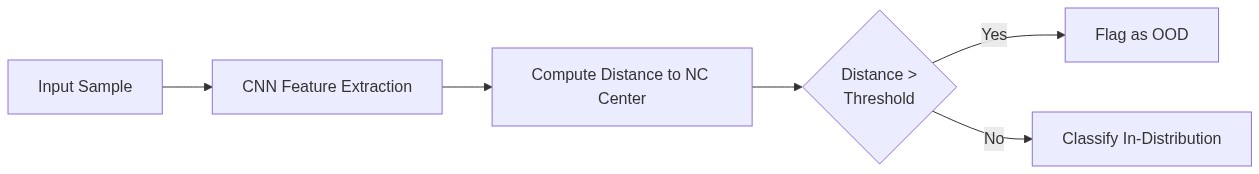 Input Sample
CNN Feature Extraction
Compute Distance to NC
Center
Distance >
Threshold
Yes
Flag as OOD
No
Classify In-Distribution